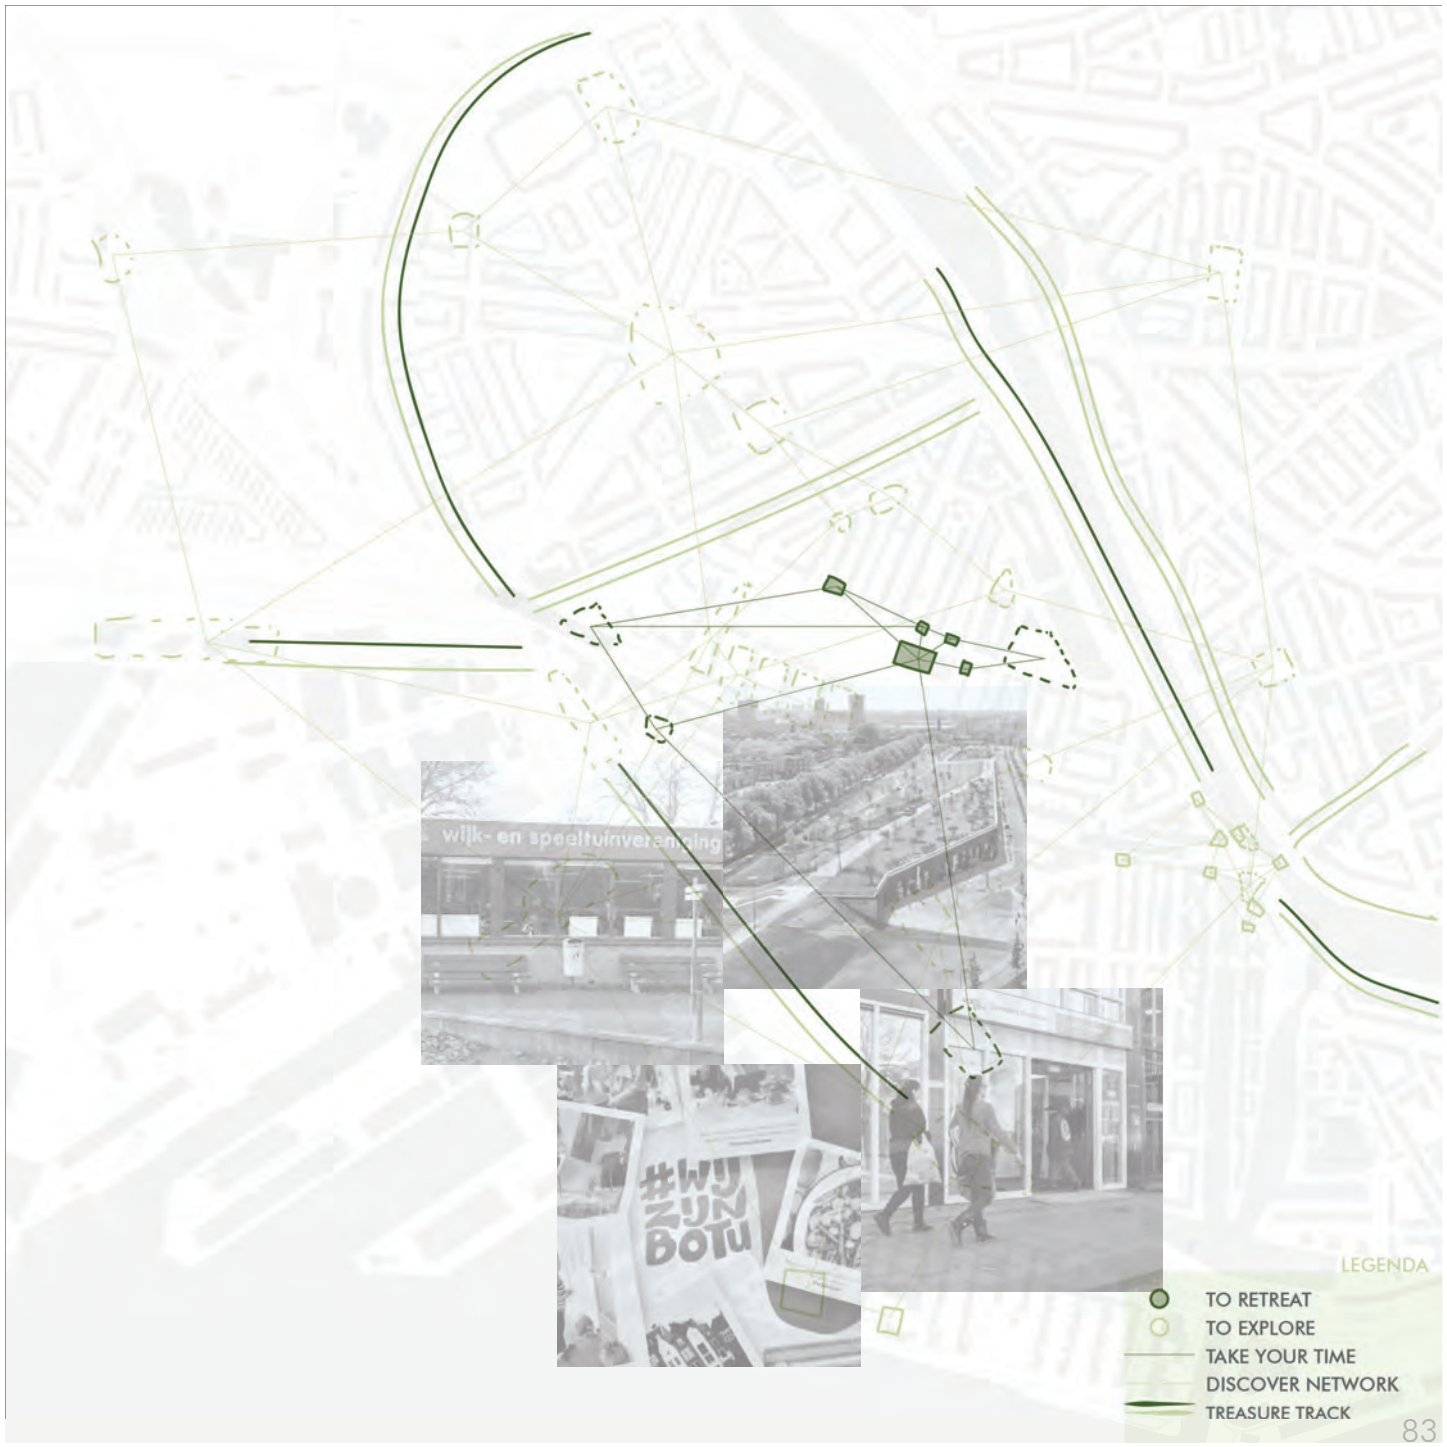 wijk- en speeltuinvereniging
#WIJ
ZIJN
BOTU
LEGENDA
TO RETREAT
TO EXPLORE
TAKE YOUR TIME
DISCOVER NETWORK
TREASURE TRACK
83